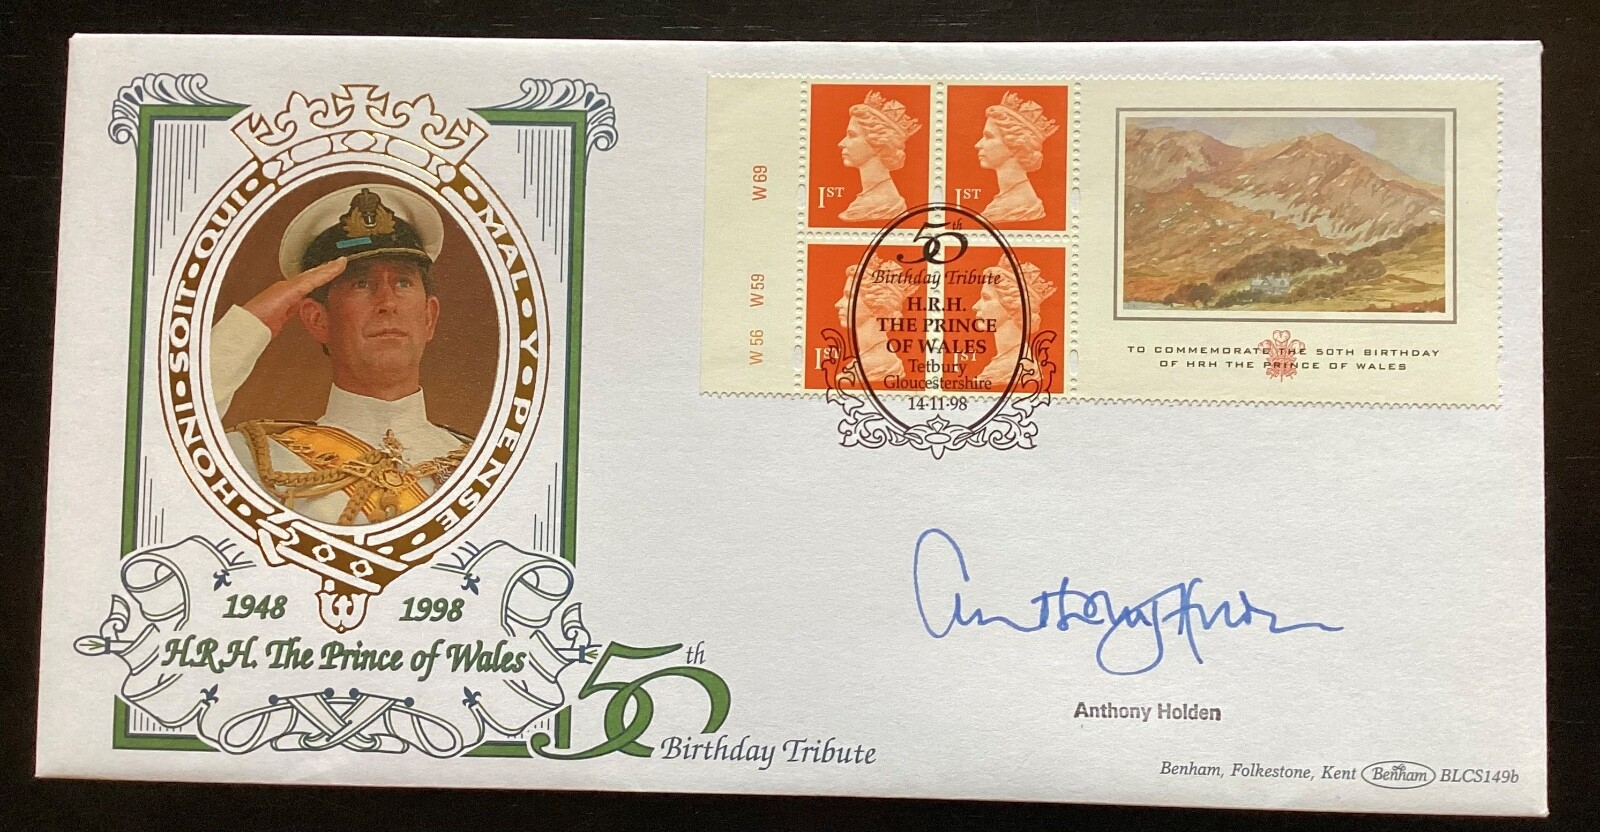 HONI·SOIT·QUI·MAL·Y·PENSE
1948 1998
H.R.H. The Prince of Wales
50th
Birthday Tribute
W 69
W 59
W 56
1ST
1ST
1ST
1ST
50th
Birthday Tribute
H.R.H.
THE PRINCE
OF WALES
Tetbury
Gloucestershire
14·11·98
TO COMMEMORATE THE 50TH BIRTHDAY
OF HRH THE PRINCE OF WALES
Anthony Holden
Anthony Holden
Benham, Folkestone, Kent Benham BLCS149b